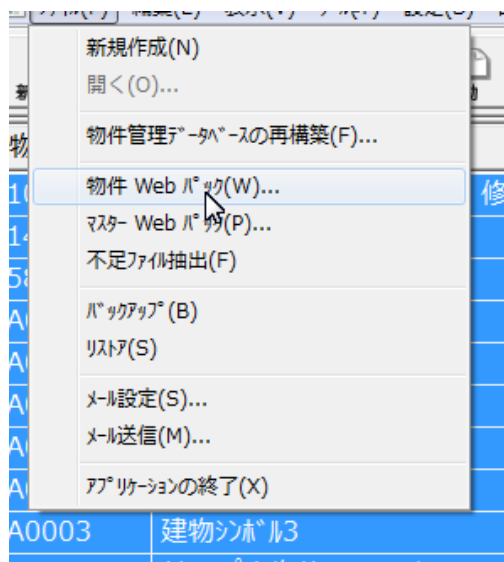 新規作成(N)
開く(O)...
物件管理ﾃﾞｰﾀﾍﾞｰｽの再構築(F)...
物件 Web ﾊﾟｯｸ(W)...
ﾏｽﾀｰ Web ﾊﾟｯｸ(P)...
不足ﾌｧｲﾙ抽出(F)
ﾊﾞｯｸｱｯﾌﾟ(B)
ﾘｽﾄｱ(S)
ﾒｰﾙ設定(S)...
ﾒｰﾙ送信(M)...
ｱﾌﾟﾘｹｰｼｮﾝの終了(X)
A0003 建物ｼﾝﾎﾞﾙ3